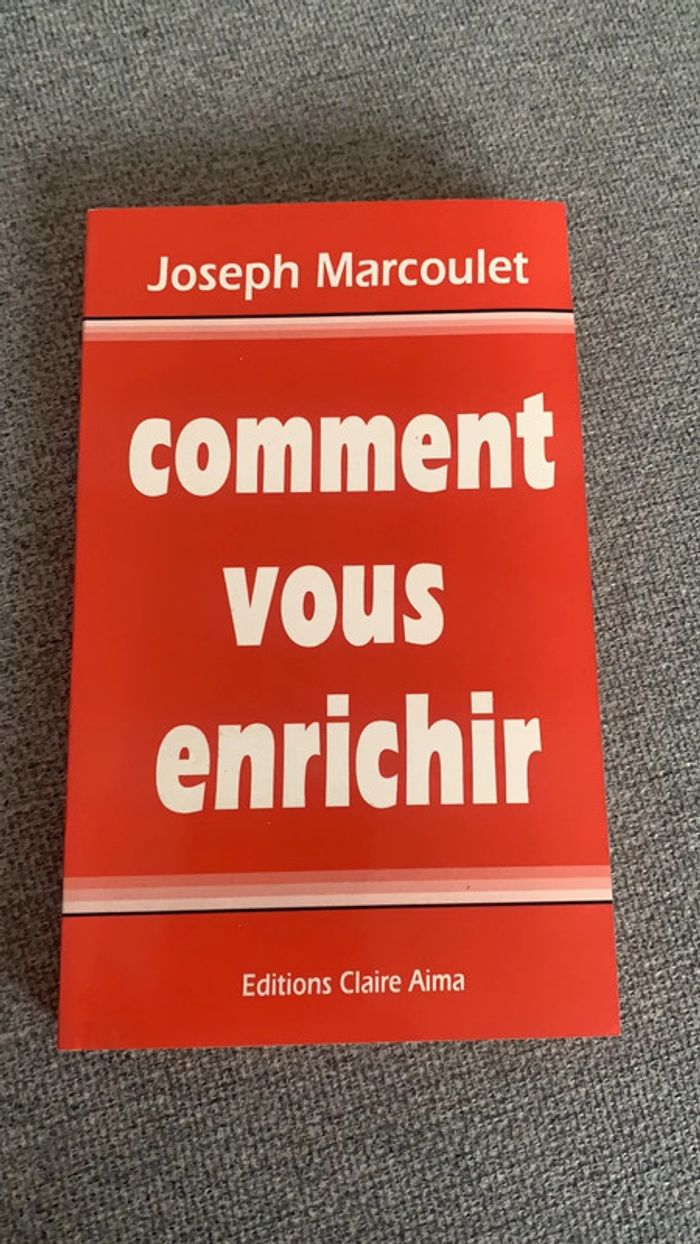 Joseph Marcoulet
comment
vous
enrichir
Editions Claire Aima